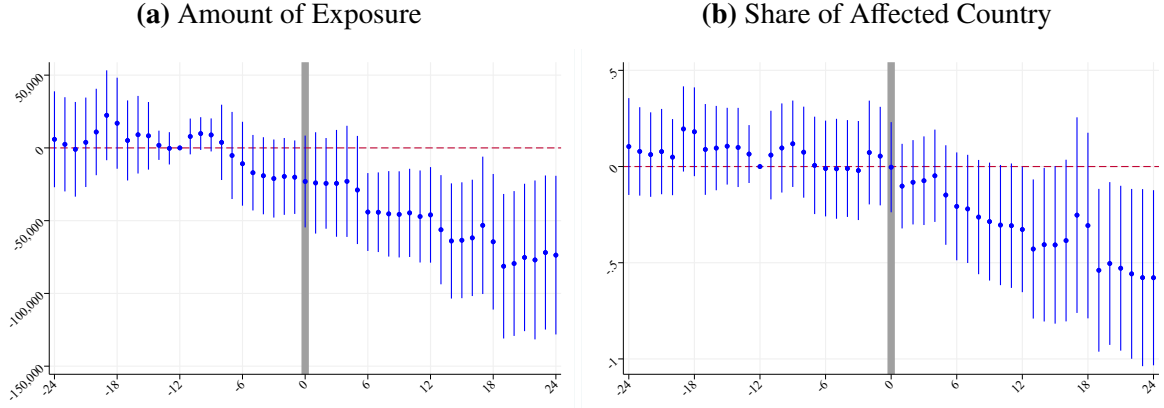 (a) Amount of Exposure
50,000
0
-50,000
-100,000
-150,000
-24 -18 -12 -6 0 6 12 18 24
(b) Share of Affected Country
.5
0
-.5
-1
-24 -18 -12 -6 0 6 12 18 24